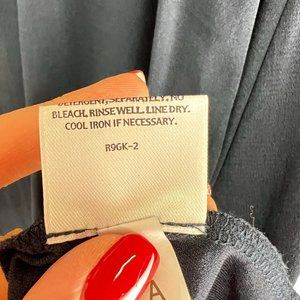 DETERGENT, SEPARATELY. NO
BLEACH. RINSE WELL. LINE DRY.
COOL IRON IF NECESSARY.
R9GK-2
A